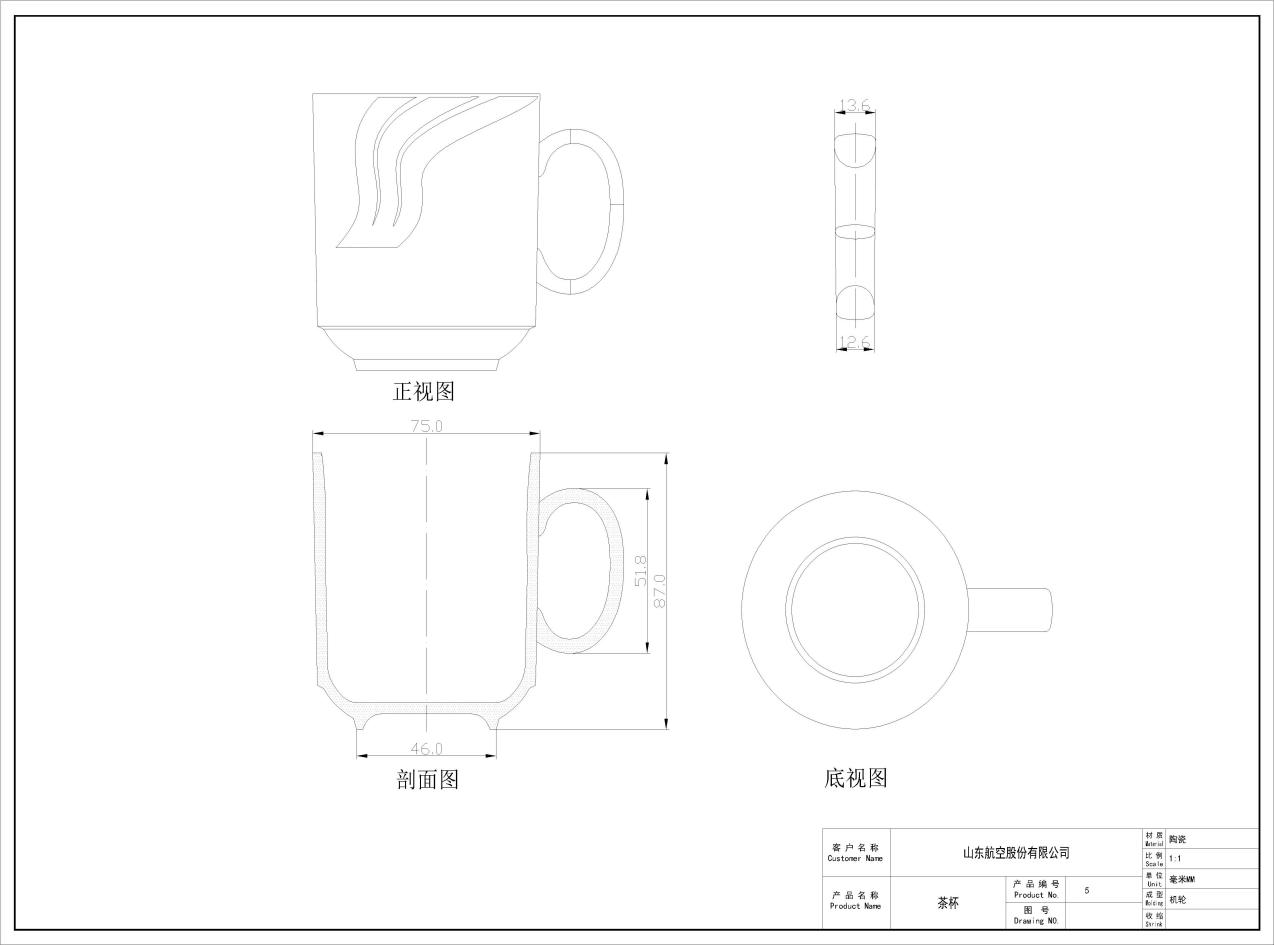 13.6
12.6
正视图
75.0
51.8
87.0
46.0
剖面图
底视图
客户名称
Customer Name
山东航空股份有限公司
产品名称
Product Name
茶杯
产品编号
Product No.
5
图号
Drawing NO.
材质
Material
陶瓷
比例
Scale
1:1
单位
Unit
毫米MM
成型
Molding
机轮
收缩
Shrink